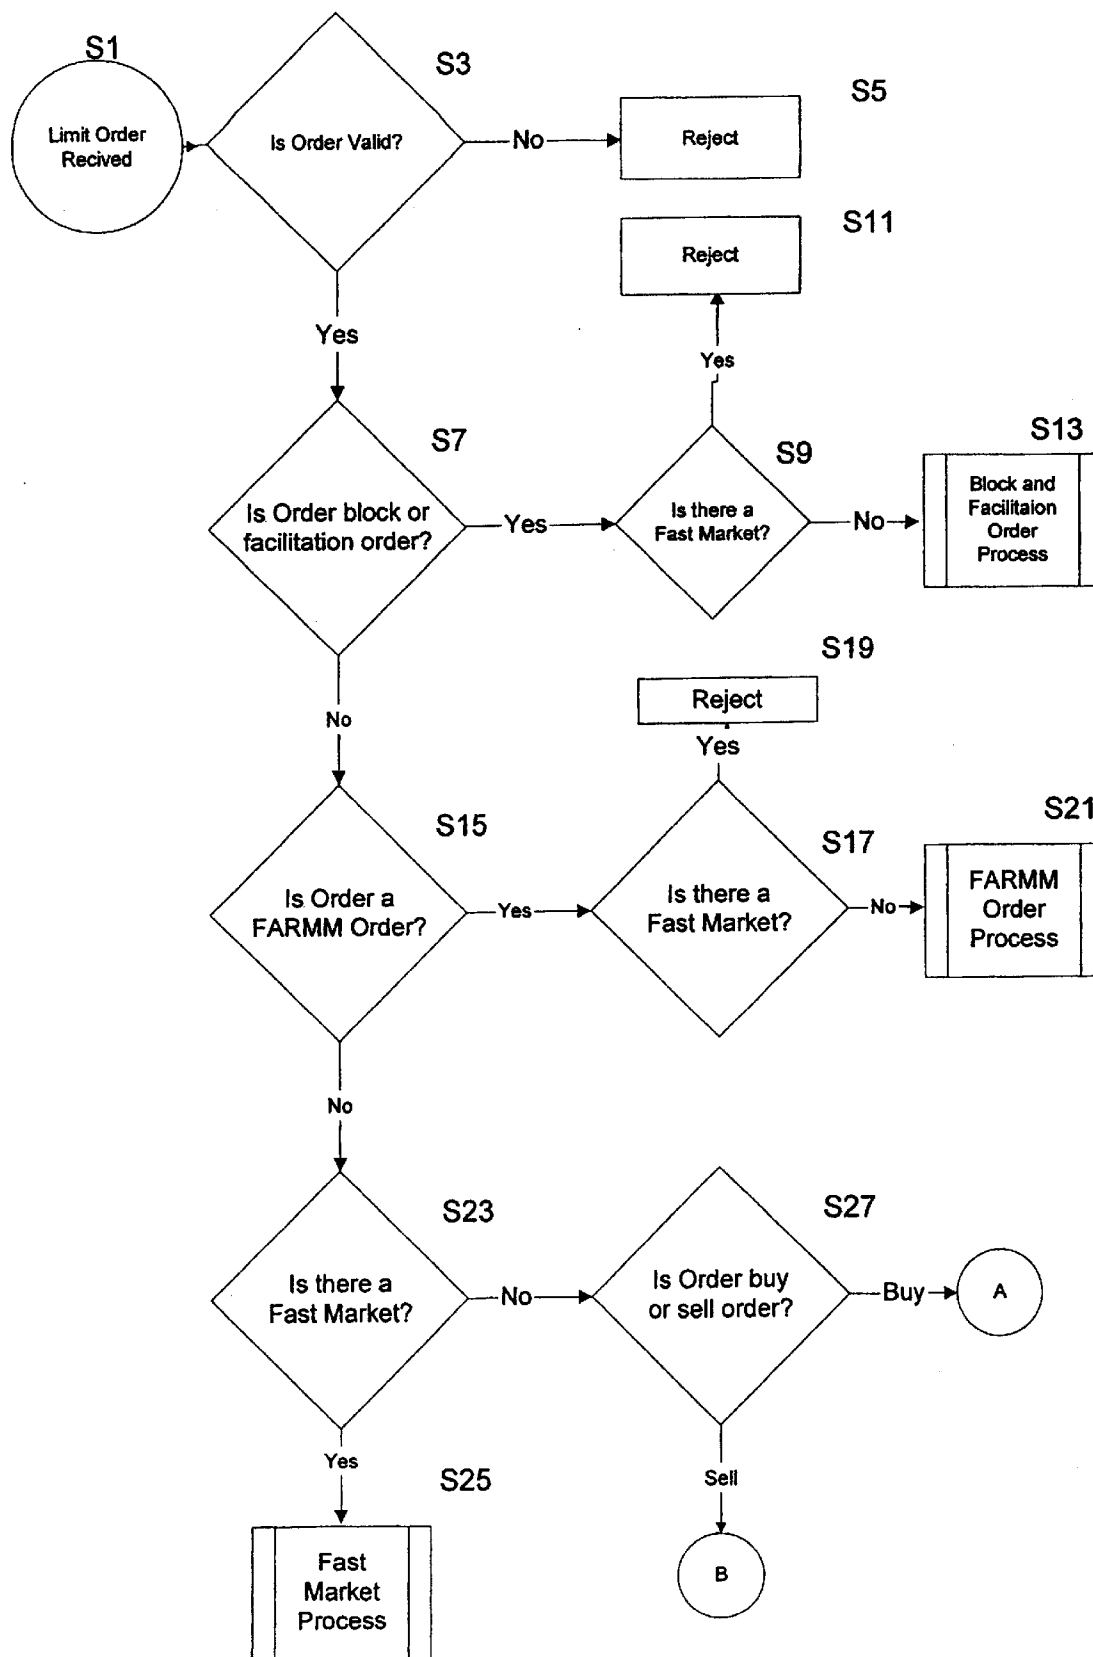 S1
S3
S5
Limit Order
Recived
Is Order Valid?
No
Reject
S11
Reject
Yes
Yes
S7
S9
S13
Is Order block or
facilitation order?
Yes
Is there a
Fast Market?
No
Block and
Facilitaion
Order
Process
S19
Reject
No
Yes
S15
S17
S21
Is Order a
FARMM Order?
Yes
Is there a
Fast Market?
No
FARMM
Order
Process
No
S23
S27
Is there a
Fast Market?
No
Is Order buy
or sell order?
Buy
A
Yes
S25
Sell
Fast
Market
Process
B